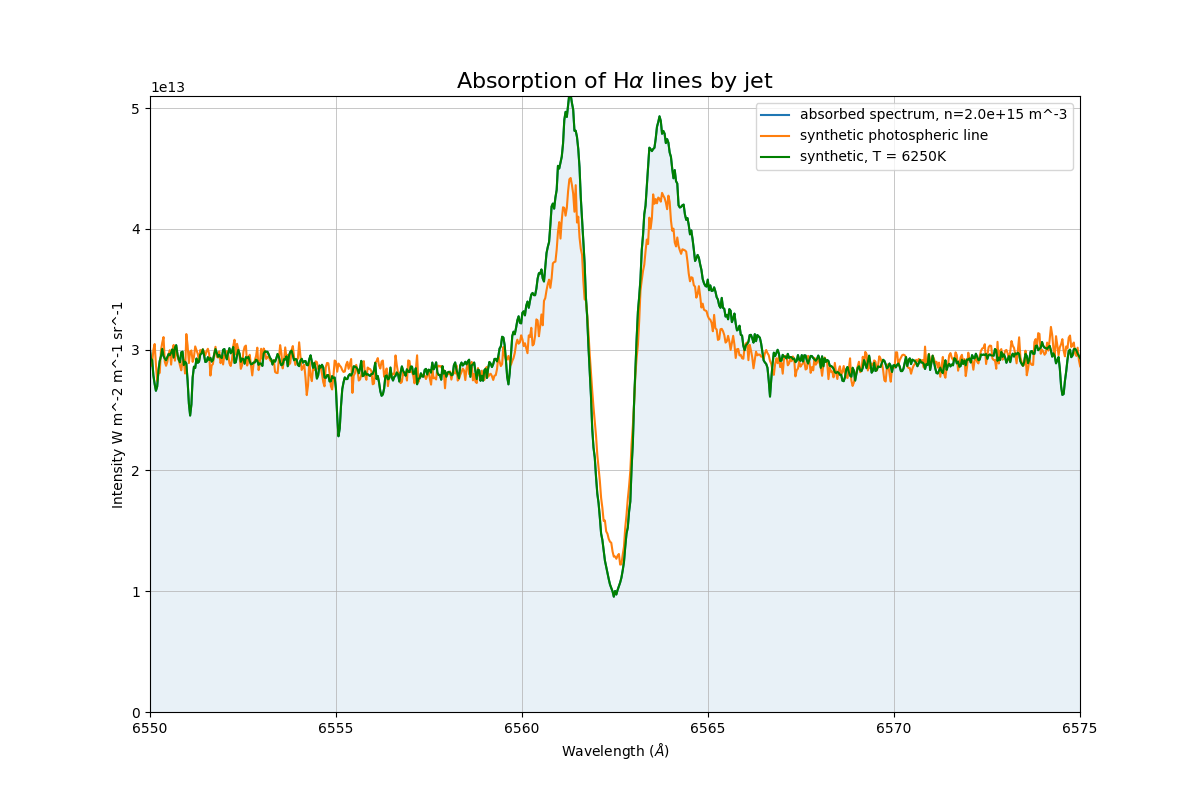 Absorption of Hα lines by jet
1e13
absorbed spectrum, n=2.0e+15 m^-3
synthetic photospheric line
synthetic, T = 6250K
5
4
3
2
1
0
Intensity W m^-2 m^-1 sr^-1
6550 6555 6560 6565 6570 6575
Wavelength (Å)